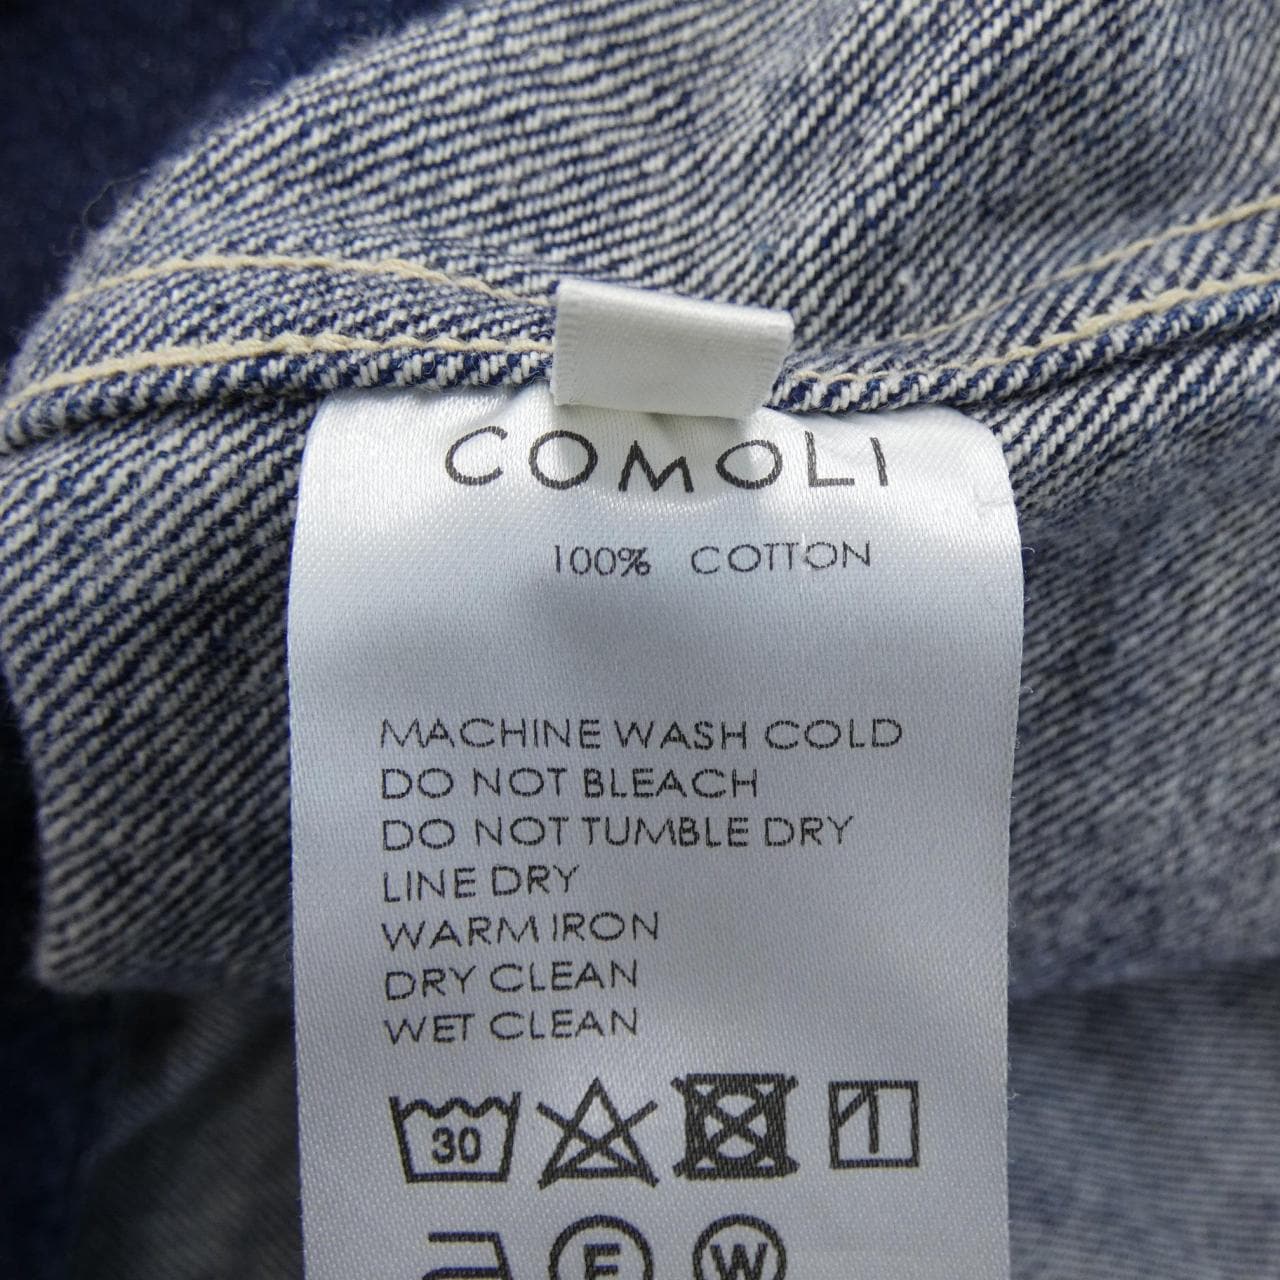 COMOLI
100% COTTON
MACHINE WASH COLD
DO NOT BLEACH
DO NOT TUMBLE DRY
LINE DRY
WARM IRON
DRY CLEAN
WET CLEAN
30
F W